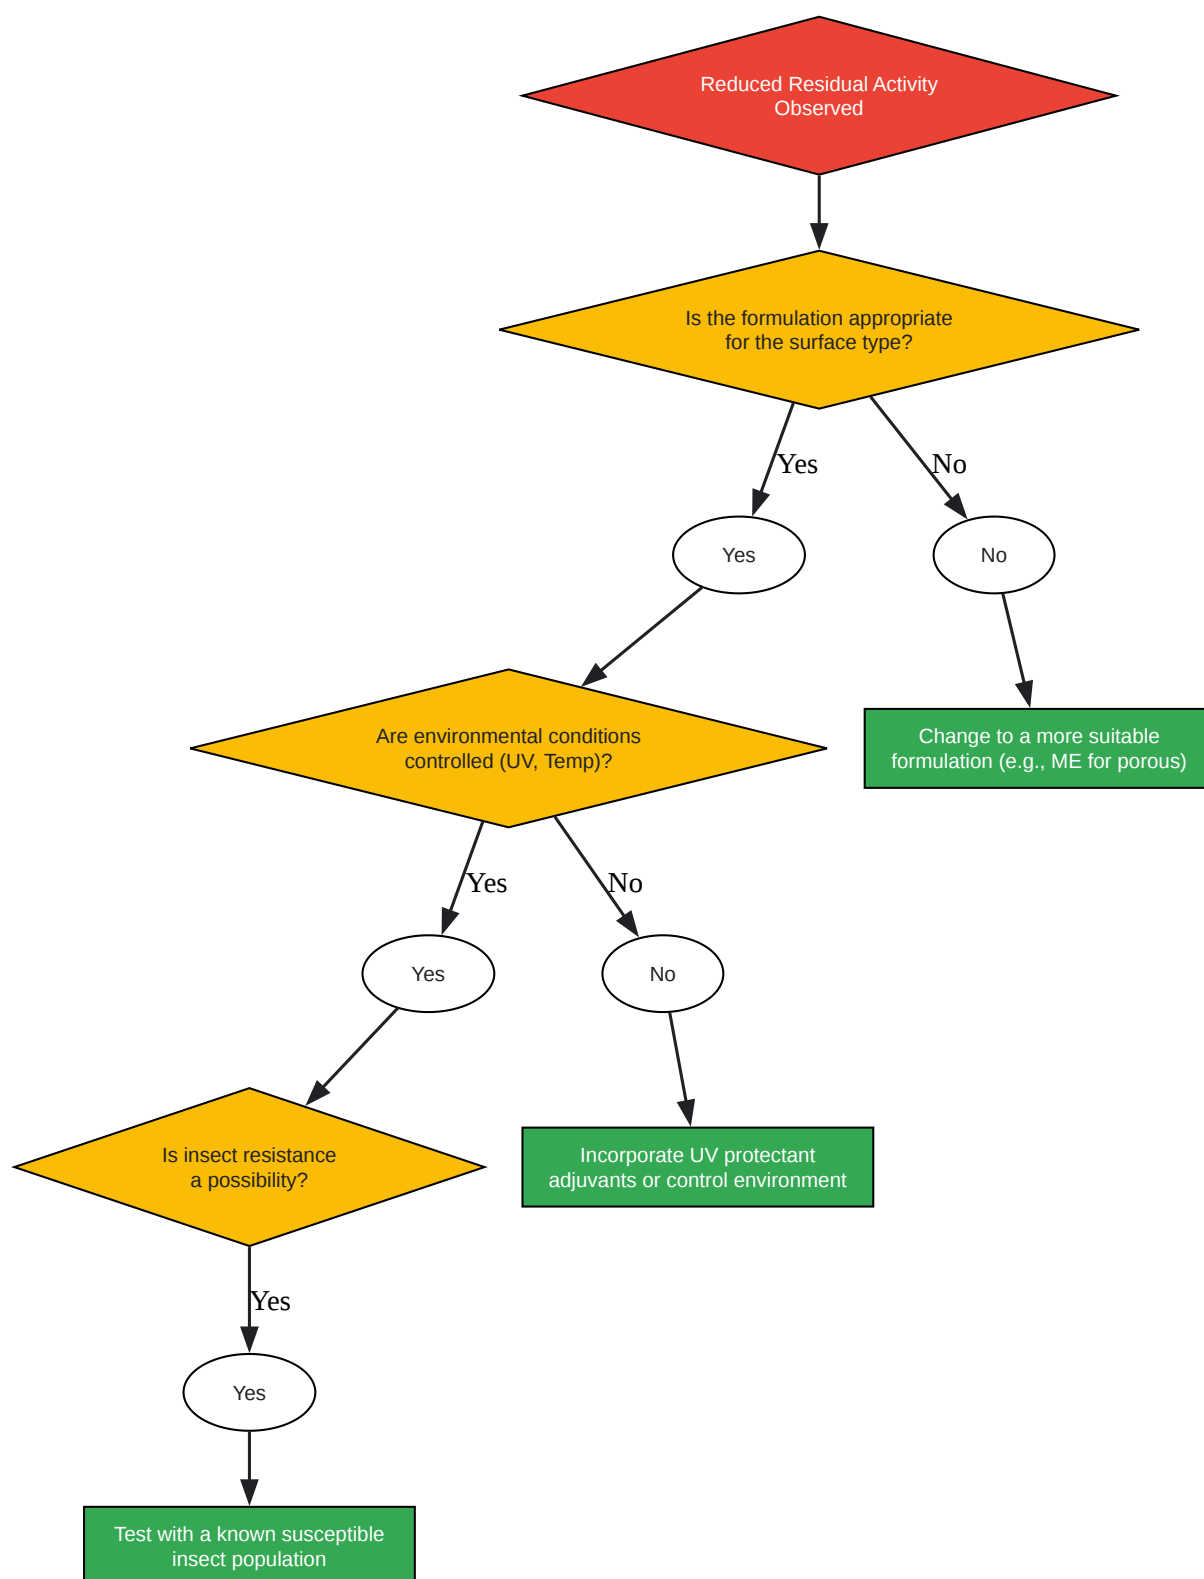 Reduced Residual Activity
Observed
Is the formulation appropriate
for the surface type?
Yes
No
Yes
No
Are environmental conditions
controlled (UV, Temp)?
Change to a more suitable
formulation (e.g., ME for porous)
Yes
No
Yes
No
Is insect resistance
a possibility?
Incorporate UV protectant
adjuvants or control environment
Yes
Yes
Test with a known susceptible
insect population